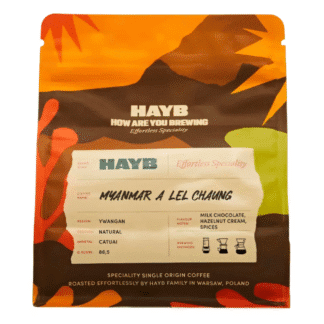 HAYB
HOW ARE YOU BREWING
Effortless Specialty
HAYB
Effortless Specialty
MYANMAR A LEL CHAUNG
YWANGAN
NATURAL
CATUAI
MILK CHOCOLATE,
HAZELNUT CREAM,
SPICES
SPECIALITY SINGLE ORIGIN COFFEE
ROASTED EFFORTLESSLY BY HAYB FAMILY IN WARSAW, POLAND